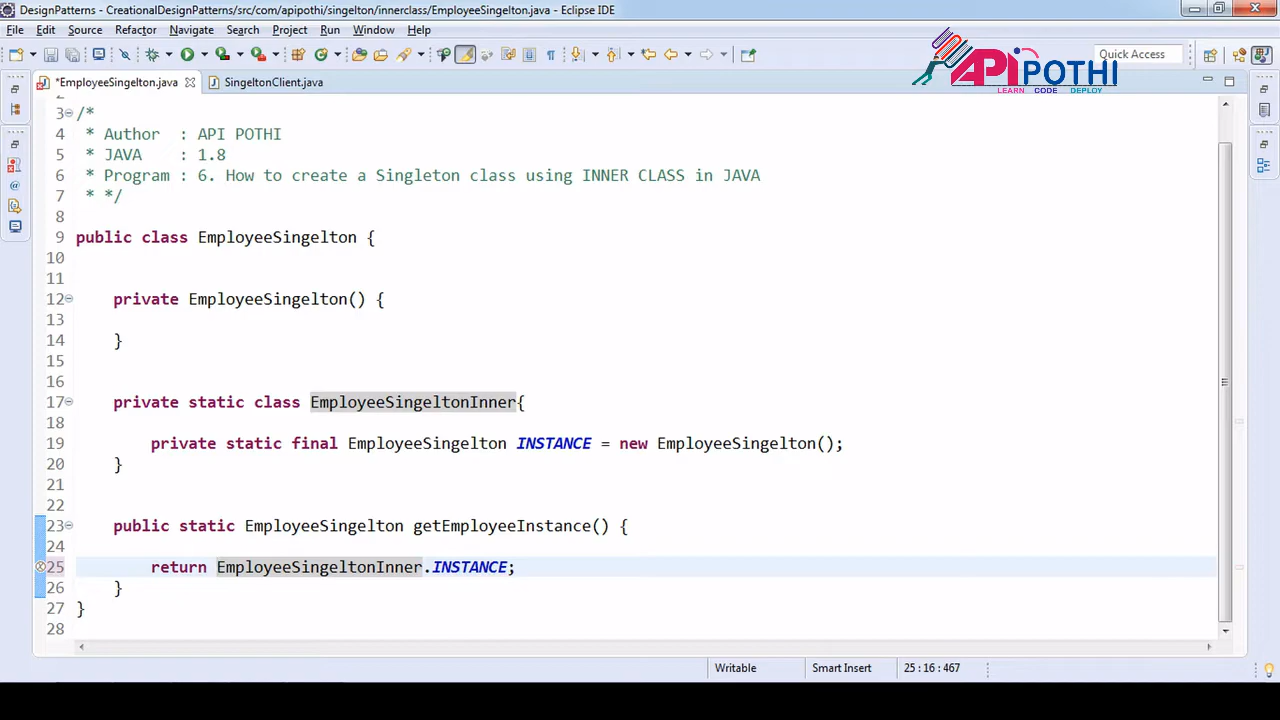 DesignPatterns - CreationalDesignPatterns/src/com/apipothi/singelton/innerclass/EmployeeSingelton.java - Eclipse IDE
File Edit Source Refactor Navigate Search Project Run Window Help
Quick Access
APIPOTHI
LEARN CODE DEPLOY
*EmployeeSingelton.java SingeltonClient.java
2
3 /*
4 * Author : API POTHI
5 * JAVA : 1.8
6 * Program : 6. How to create a Singleton class using INNER CLASS in JAVA
7 * */
8
9 public class EmployeeSingelton {
10
11
12 private EmployeeSingelton() {
13
14 }
15
16
17 private static class EmployeeSingeltonInner{
18
19 private static final EmployeeSingelton INSTANCE = new EmployeeSingelton();
20 }
21
22
23 public static EmployeeSingelton getEmployeeInstance() {
24
25 return EmployeeSingeltonInner.INSTANCE;
26 }
27 }
28
Writable Smart Insert 25 : 16 : 467